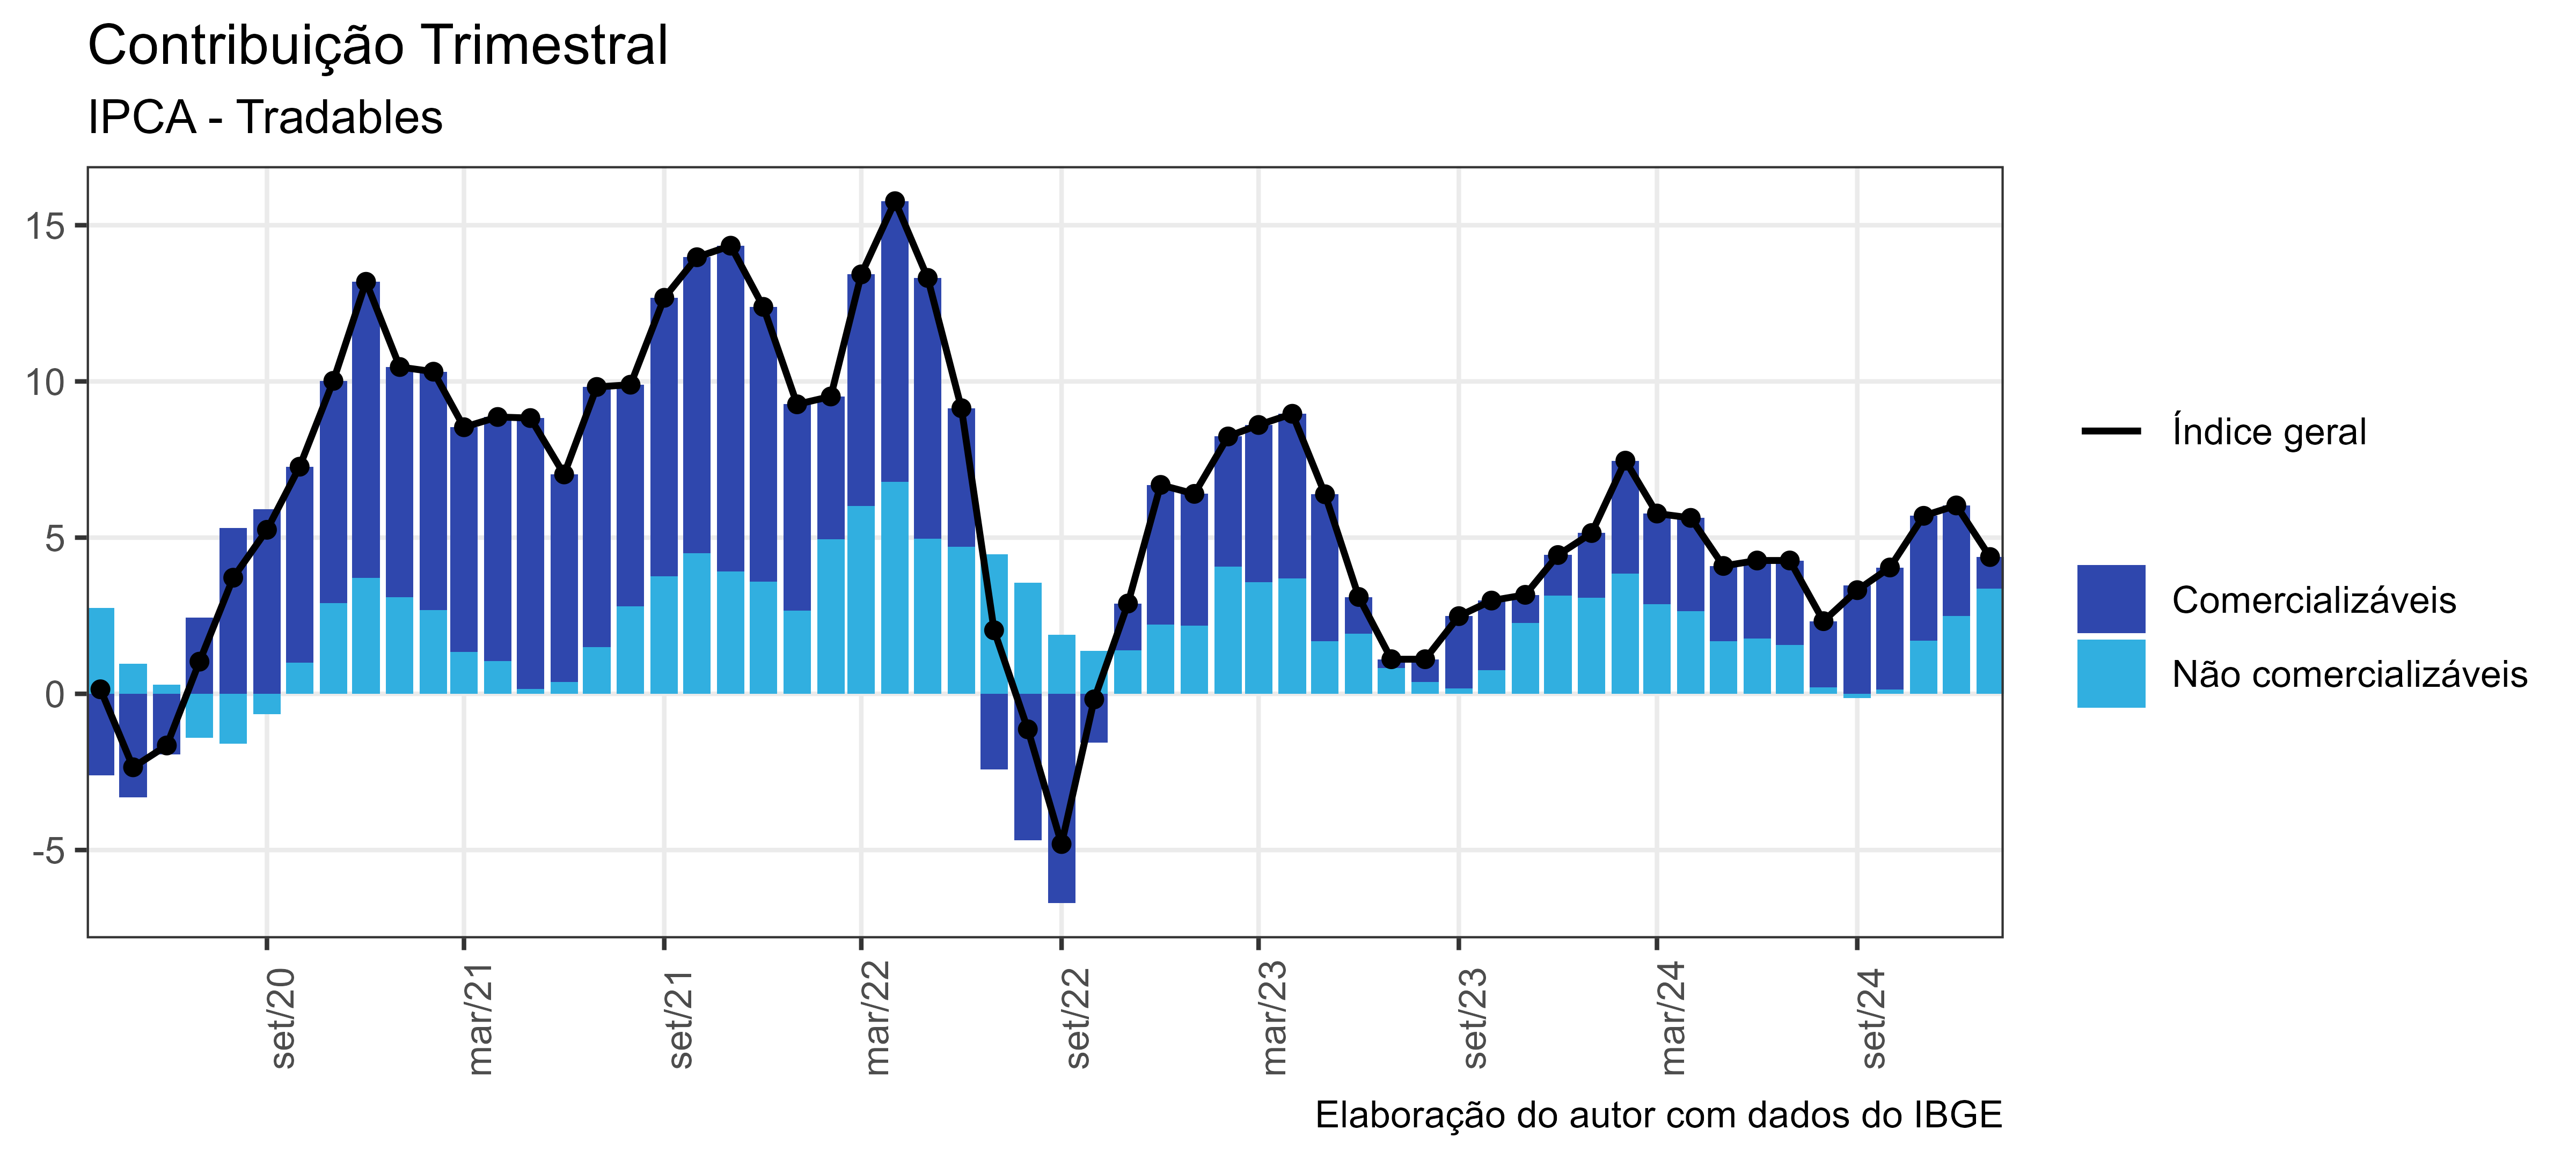 Contribuição Trimestral
IPCA - Tradables
15
10
5
0
-5
set/20
mar/21
set/21
mar/22
set/22
mar/23
set/23
mar/24
set/24
Índice geral
Comercializáveis
Não comercializáveis
Elaboração do autor com dados do IBGE